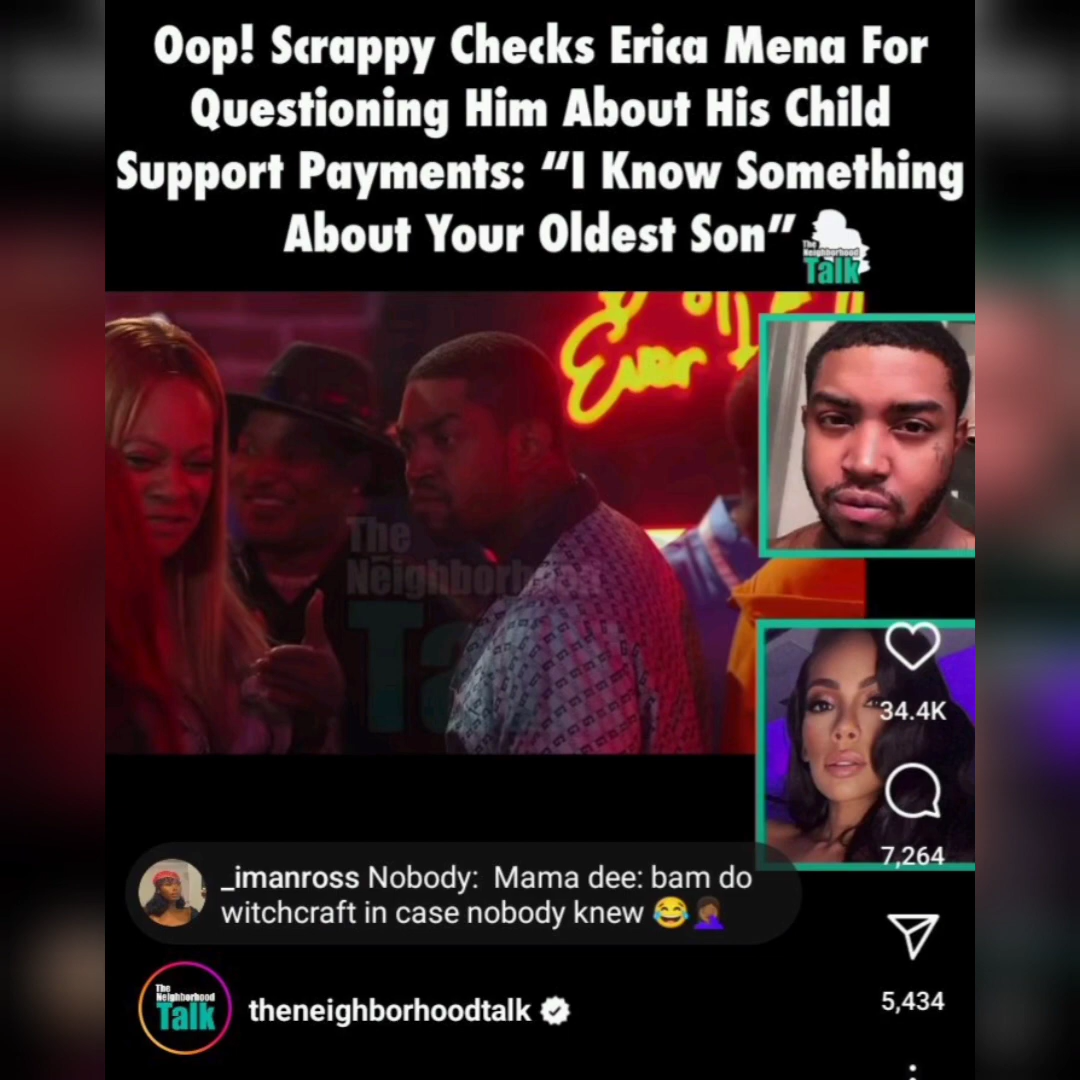 Oop! Scrappy Checks Erica Mena For
Questioning Him About His Child
Support Payments: “I Know Something
About Your Oldest Son”
The
Neighborhood
Talk
Ever
The
Neighborhood
Talk
34.4K
7,264
_imanross Nobody:  Mama dee: bam do
witchcraft in case nobody knew 😂🤦🏾‍♀️
The
Neighborhood
Talk
theneighborhoodtalk
5,434